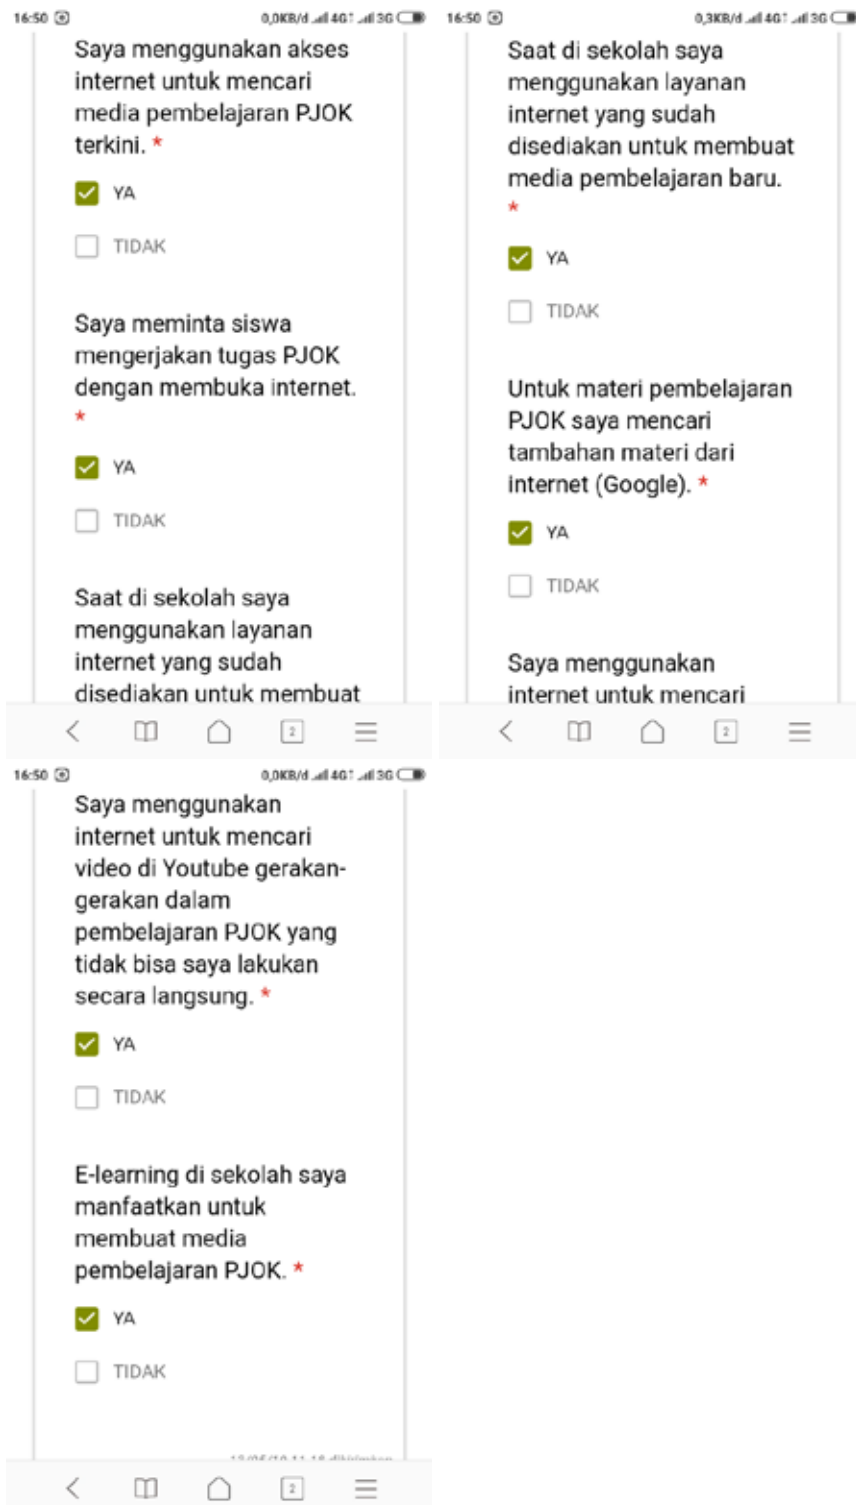 16:50
0,0KB/d 4G 3G
Saya menggunakan akses
internet untuk mencari
media pembelajaran PJOK
terkini. *
YA
TIDAK
Saya meminta siswa
mengerjakan tugas PJOK
dengan membuka internet.
*
YA
TIDAK
Saat di sekolah saya
menggunakan layanan
internet yang sudah
disediakan untuk membuat
2
16:50
0,3KB/d 4G 3G
Saat di sekolah saya
menggunakan layanan
internet yang sudah
disediakan untuk membuat
media pembelajaran baru.
*
YA
TIDAK
Untuk materi pembelajaran
PJOK saya mencari
tambahan materi dari
internet (Google). *
YA
TIDAK
Saya menggunakan
internet untuk mencari
2
16:50
0,0KB/d 4G 3G
Saya menggunakan
internet untuk mencari
video di Youtube gerakan-
gerakan dalam
pembelajaran PJOK yang
tidak bisa saya lakukan
secara langsung. *
YA
TIDAK
E-learning di sekolah saya
manfaatkan untuk
membuat media
pembelajaran PJOK. *
YA
TIDAK
2